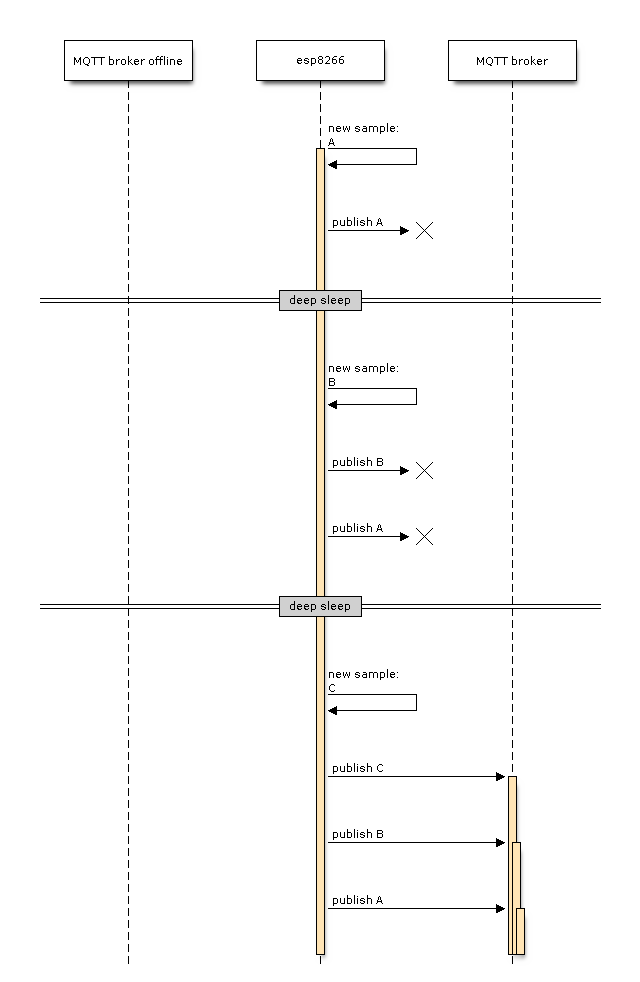 MQTT broker offline
esp8266
MQTT broker
new sample:
A
publish A
deep sleep
new sample:
B
publish B
publish A
deep sleep
new sample:
C
publish C
publish B
publish A